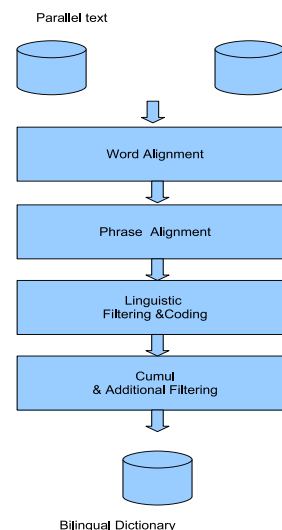 Parallel text
Word Alignment
Phrase Alignment
Linguistic
Filtering &Coding
Cumul
& Additional Filtering
Bilingual Dictionary